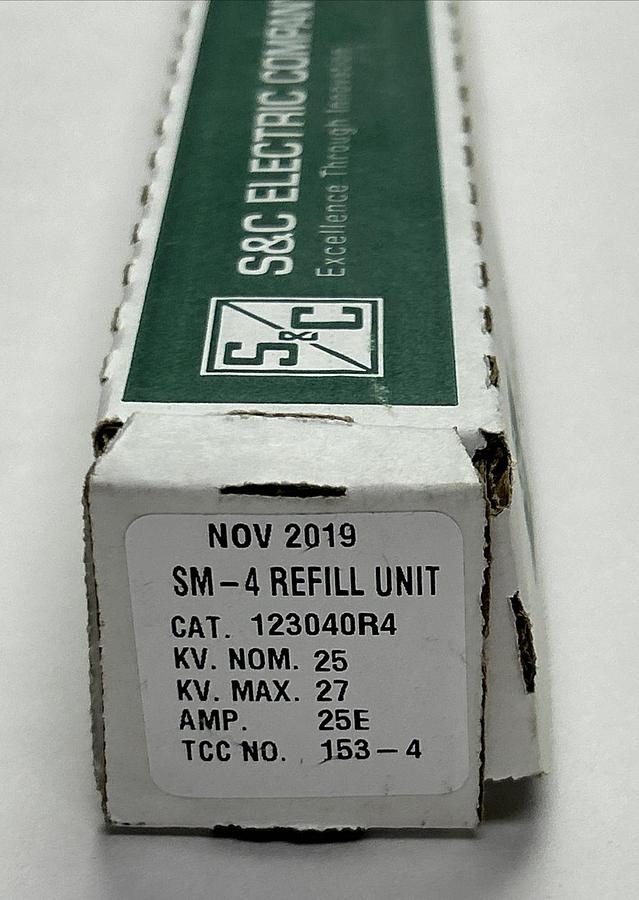 S&C ELECTRIC COMPANY
Excellence Through Innovation
S&C
NOV 2019
SM-4 REFILL UNIT
CAT. 123040R4
KV. NOM. 25
KV. MAX. 27
AMP. 25E
TCC NO. 153-4